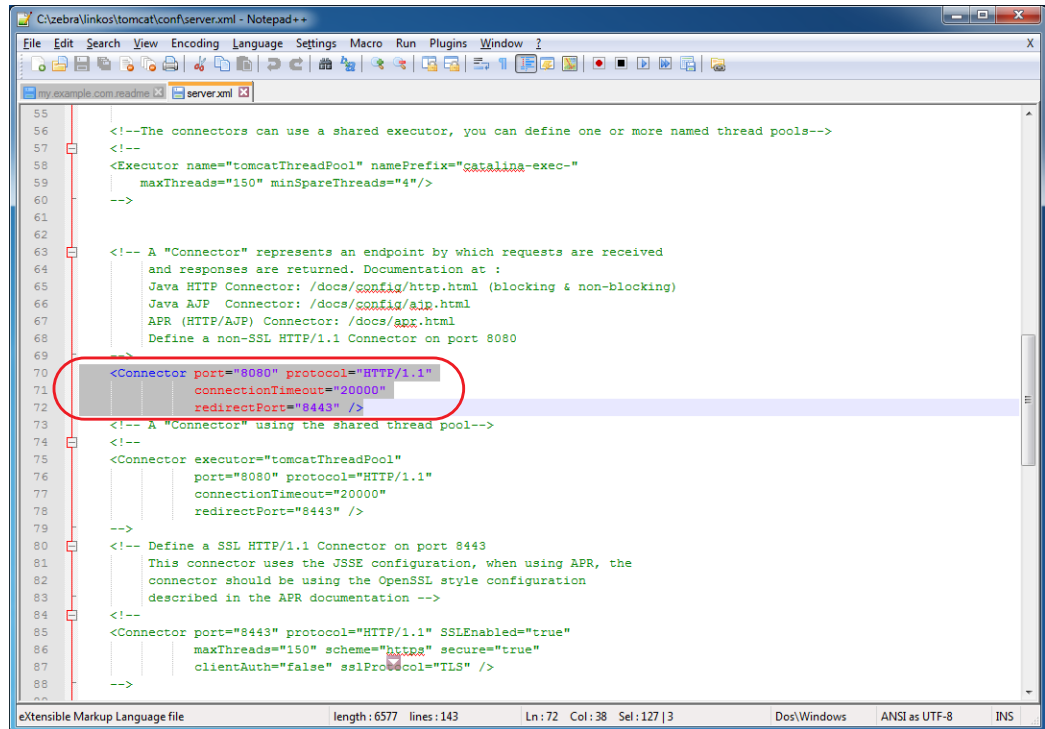 C:\zebra\linkos\tomcat\conf\server.xml - Notepad++
File Edit Search View Encoding Language Settings Macro Run Plugins Window ? X
my.example.com.readme server.xml
55
56 <!--The connectors can use a shared executor, you can define one or more named thread pools-->
57 <!--
58 <Executor name="tomcatThreadPool" namePrefix="catalina-exec-"
59 maxThreads="150" minSpareThreads="4"/>
60 -->
61
62
63 <!-- A "Connector" represents an endpoint by which requests are received
64 and responses are returned. Documentation at :
65 Java HTTP Connector: /docs/config/http.html (blocking & non-blocking)
66 Java AJP  Connector: /docs/config/ajp.html
67 APR (HTTP/AJP) Connector: /docs/apr.html
68 Define a non-SSL HTTP/1.1 Connector on port 8080
69 -->
70 <Connector port="8080" protocol="HTTP/1.1"
71 connectionTimeout="20000"
72 redirectPort="8443" />
73 <!-- A "Connector" using the shared thread pool-->
74 <!--
75 <Connector executor="tomcatThreadPool"
76 port="8080" protocol="HTTP/1.1"
77 connectionTimeout="20000"
78 redirectPort="8443" />
79 -->
80 <!-- Define a SSL HTTP/1.1 Connector on port 8443
81 This connector uses the JSSE configuration, when using APR, the
82 connector should be using the OpenSSL style configuration
83 described in the APR documentation -->
84 <!--
85 <Connector port="8443" protocol="HTTP/1.1" SSLEnabled="true"
86 maxThreads="150" scheme="https" secure="true"
87 clientAuth="false" sslProtocol="TLS" />
88 -->
eXtensible Markup Language file length : 6577 lines : 143 Ln : 72 Col : 38 Sel : 127 | 3 Dos\Windows ANSI as UTF-8 INS